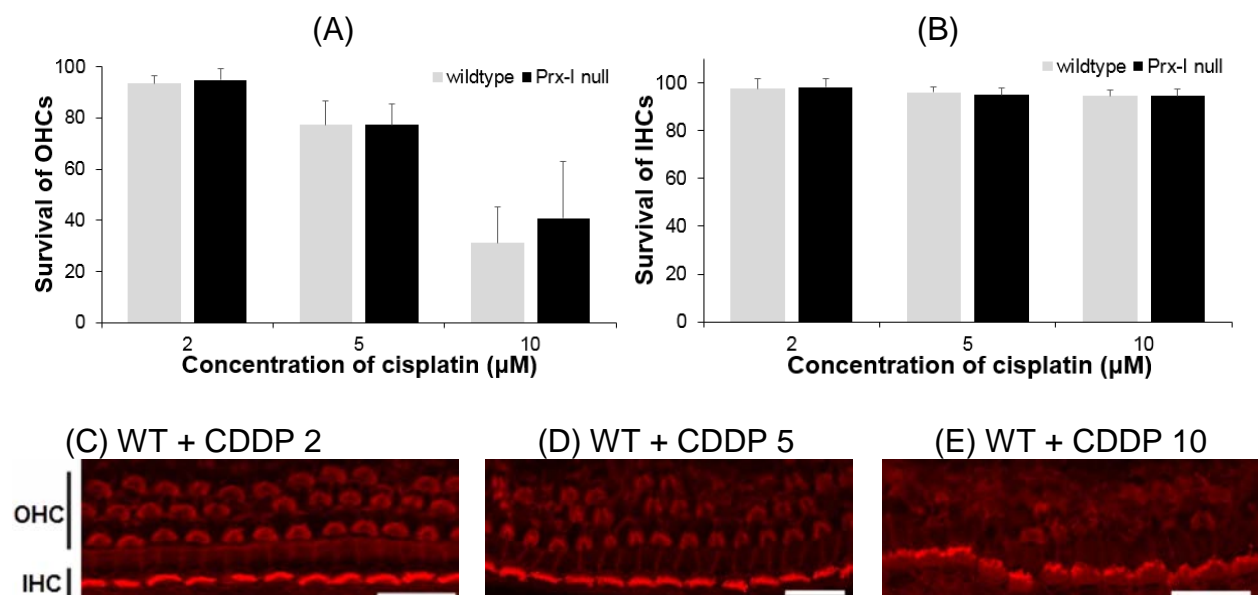 (A)
wildtype Prx-I null
Survival of OHCs
100
80
60
40
20
0
2 5 10
Concentration of cisplatin (µM)
(B)
wildtype Prx-I null
Survival of IHCs
100
80
60
40
20
0
2 5 10
Concentration of cisplatin (µM)
(C) WT + CDDP 2
(D) WT + CDDP 5
(E) WT + CDDP 10
OHC
IHC